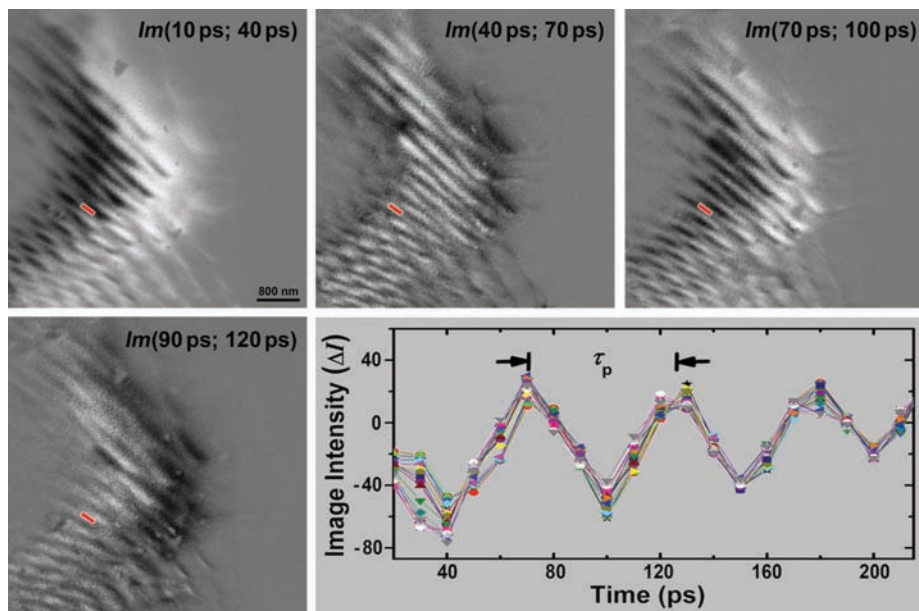 Im(10 ps; 40 ps)
800 nm
Im(40 ps; 70 ps)
Im(70 ps; 100 ps)
Im(90 ps; 120 ps)
Image Intensity (ΔI)
40
0
-40
-80
τp
40
80
120
160
200
Time (ps)